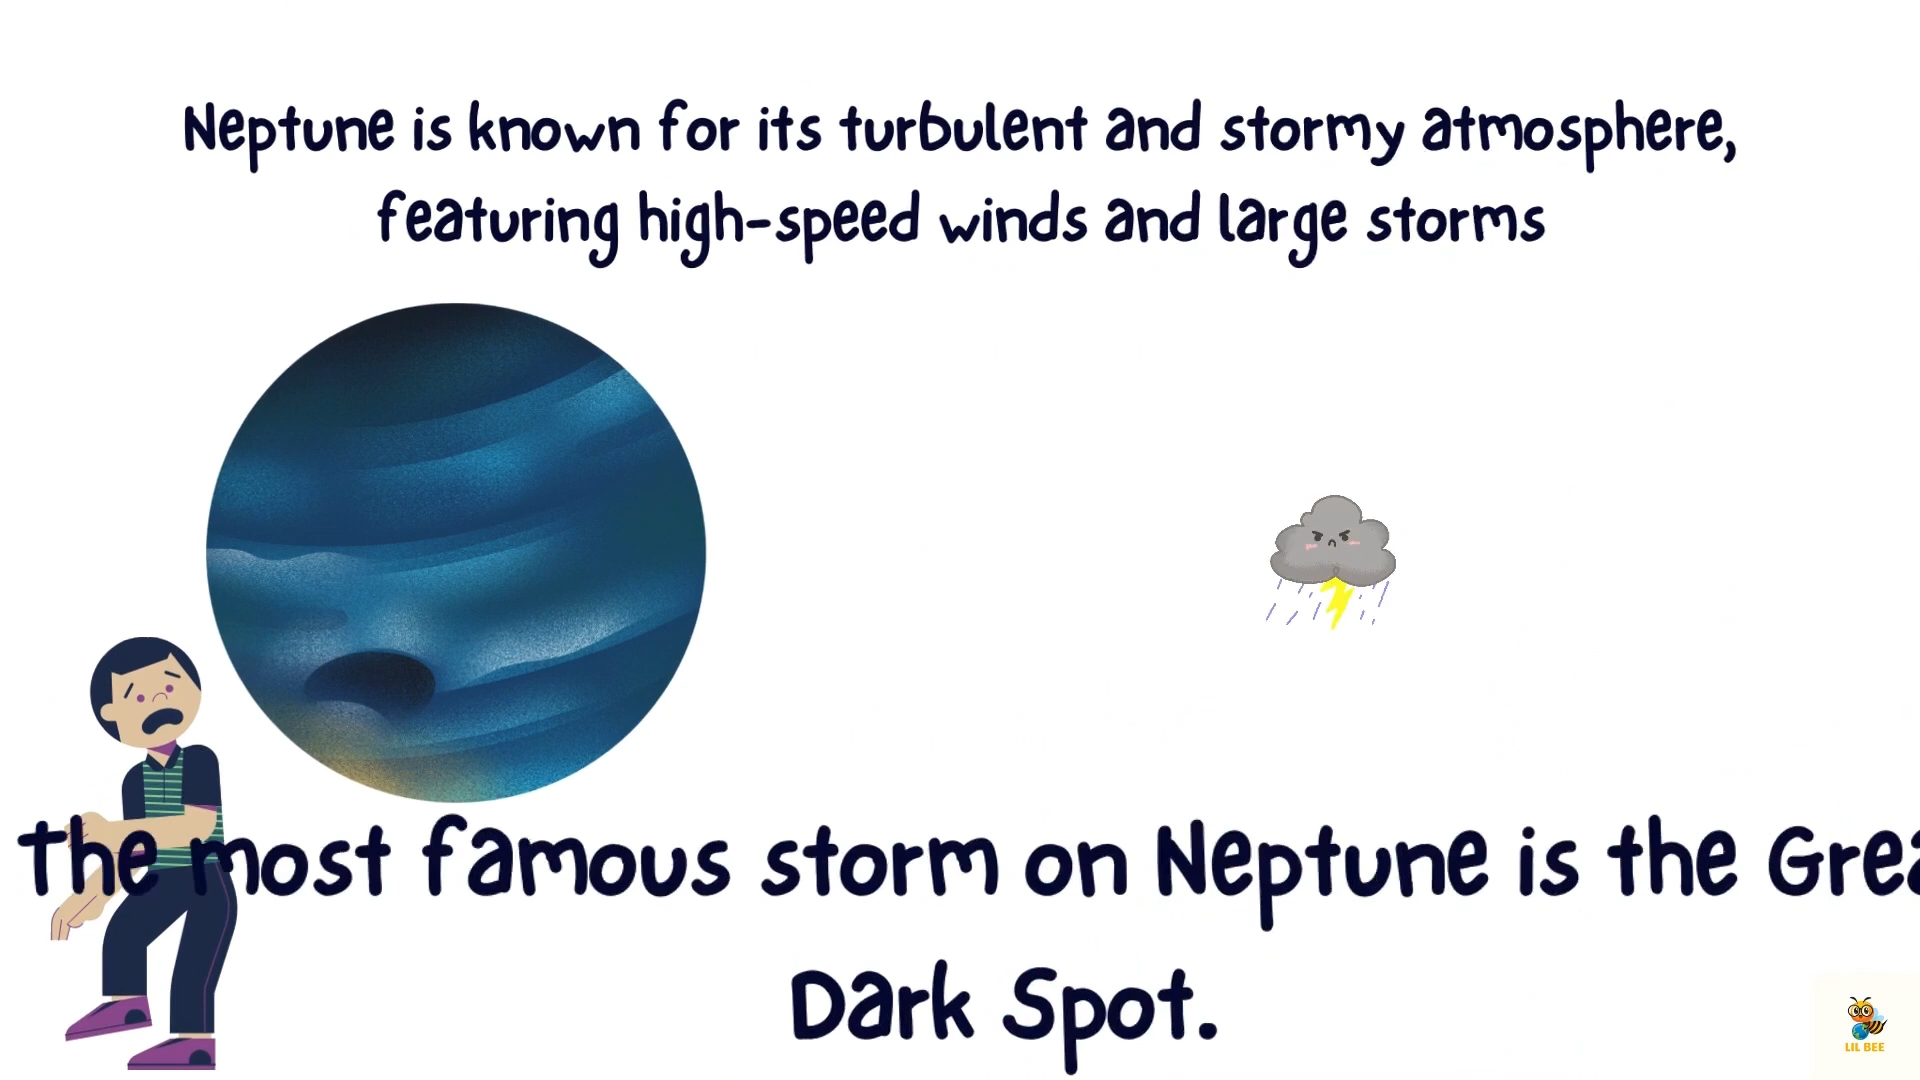 Neptune is known for its turbulent and stormy atmosphere,
featuring high-speed winds and large storms
The most famous storm on Neptune is the Grea
Dark Spot.
LIL BEE